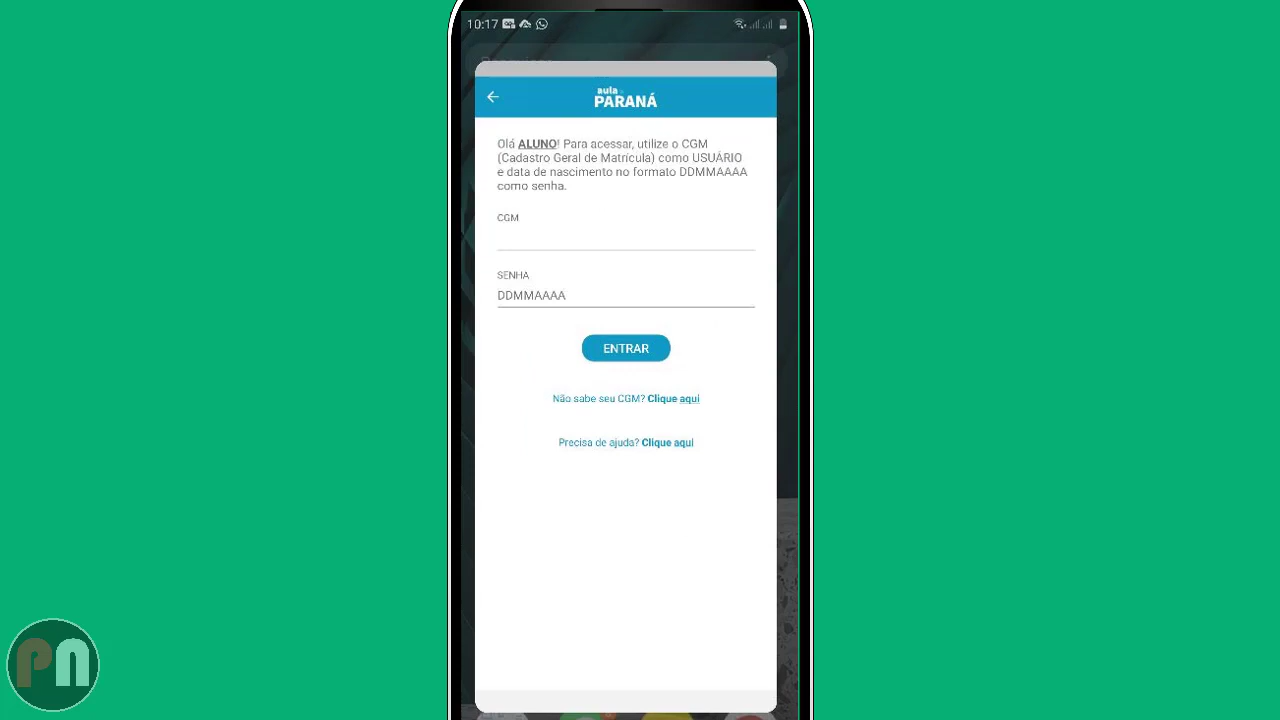 10:17
aula
PARANÁ
Olá ALUNO! Para acessar, utilize o CGM
(Cadastro Geral de Matrícula) como USUÁRIO
e data de nascimento no formato DDMMAAAA
como senha.
CGM
SENHA
DDMMAAAA
ENTRAR
Não sabe seu CGM? Clique aqui
Precisa de ajuda? Clique aqui
PN